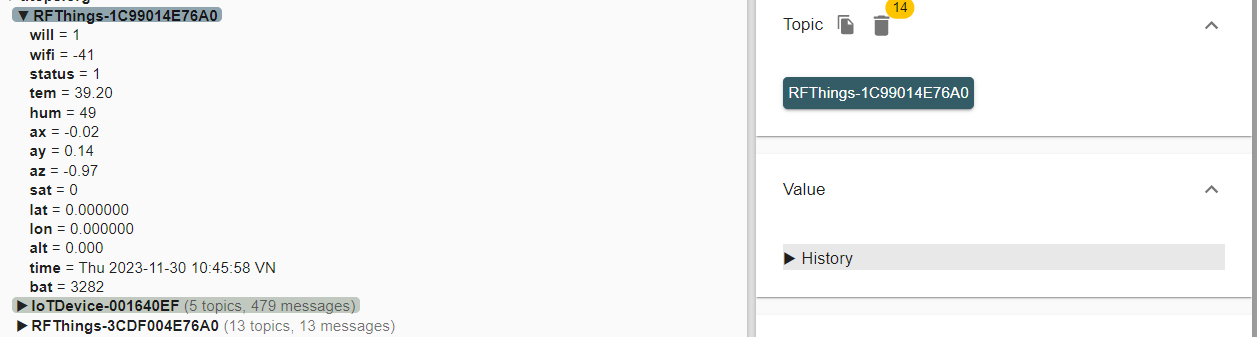 ▼ RFThings-1C99014E76A0
will = 1
wifi = -41
status = 1
tem = 39.20
hum = 49
ax = -0.02
ay = 0.14
az = -0.97
sat = 0
lat = 0.000000
lon = 0.000000
alt = 0.000
time = Thu 2023-11-30 10:45:58 VN
bat = 3282
▶ IoTDevice-001640EF (5 topics, 479 messages)
▶ RFThings-3CDF004E76A0 (13 topics, 13 messages)
Topic 14
RFThings-1C99014E76A0
Value
▶ History